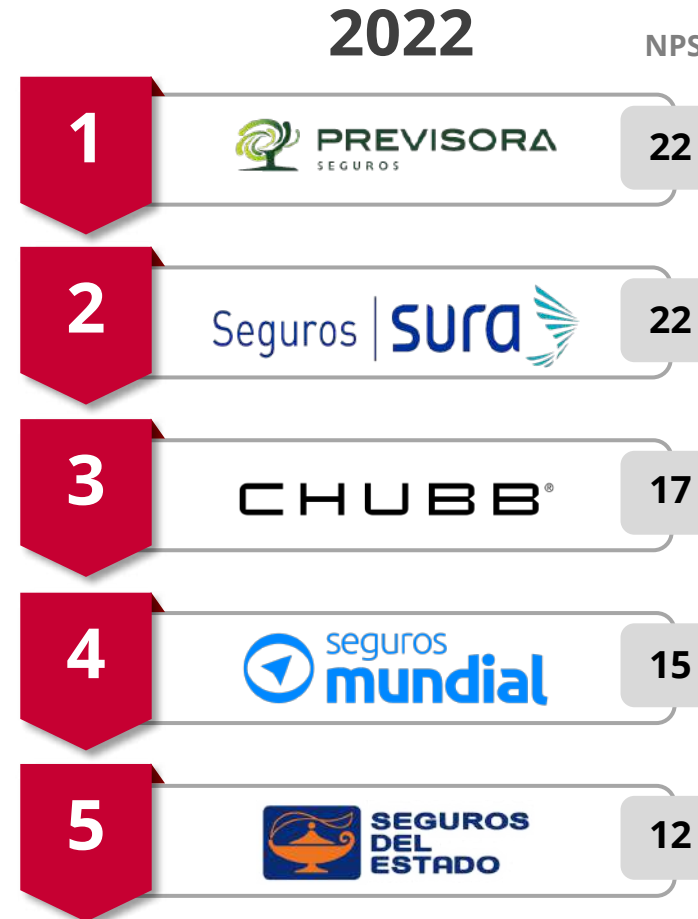 2022 NPS
1 PREVISORA 22
SEGUROS
2 Seguros sura 22
3 CHUBB® 17
4 seguros 15
mundial
5 SEGUROS 12
DEL
ESTADO